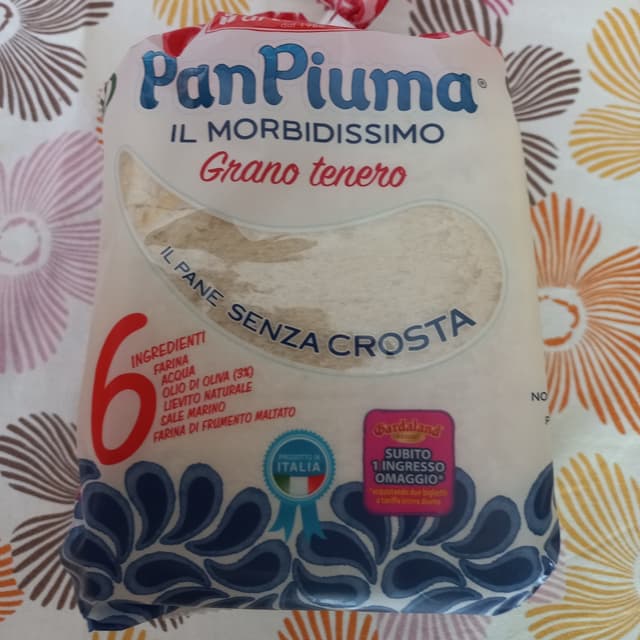 PanPiuma®
IL MORBIDISSIMO
Grano tenero
IL PANE SENZA CROSTA
6
INGREDIENTI
FARINA
ACQUA
OLIO DI OLIVA (3%)
LIEVITO NATURALE
SALE MARINO
FARINA DI FRUMENTO MALTATO
PRODOTTO IN
ITALIA
Gardaland
SUBITO
1 INGRESSO
OMAGGIO*
NO